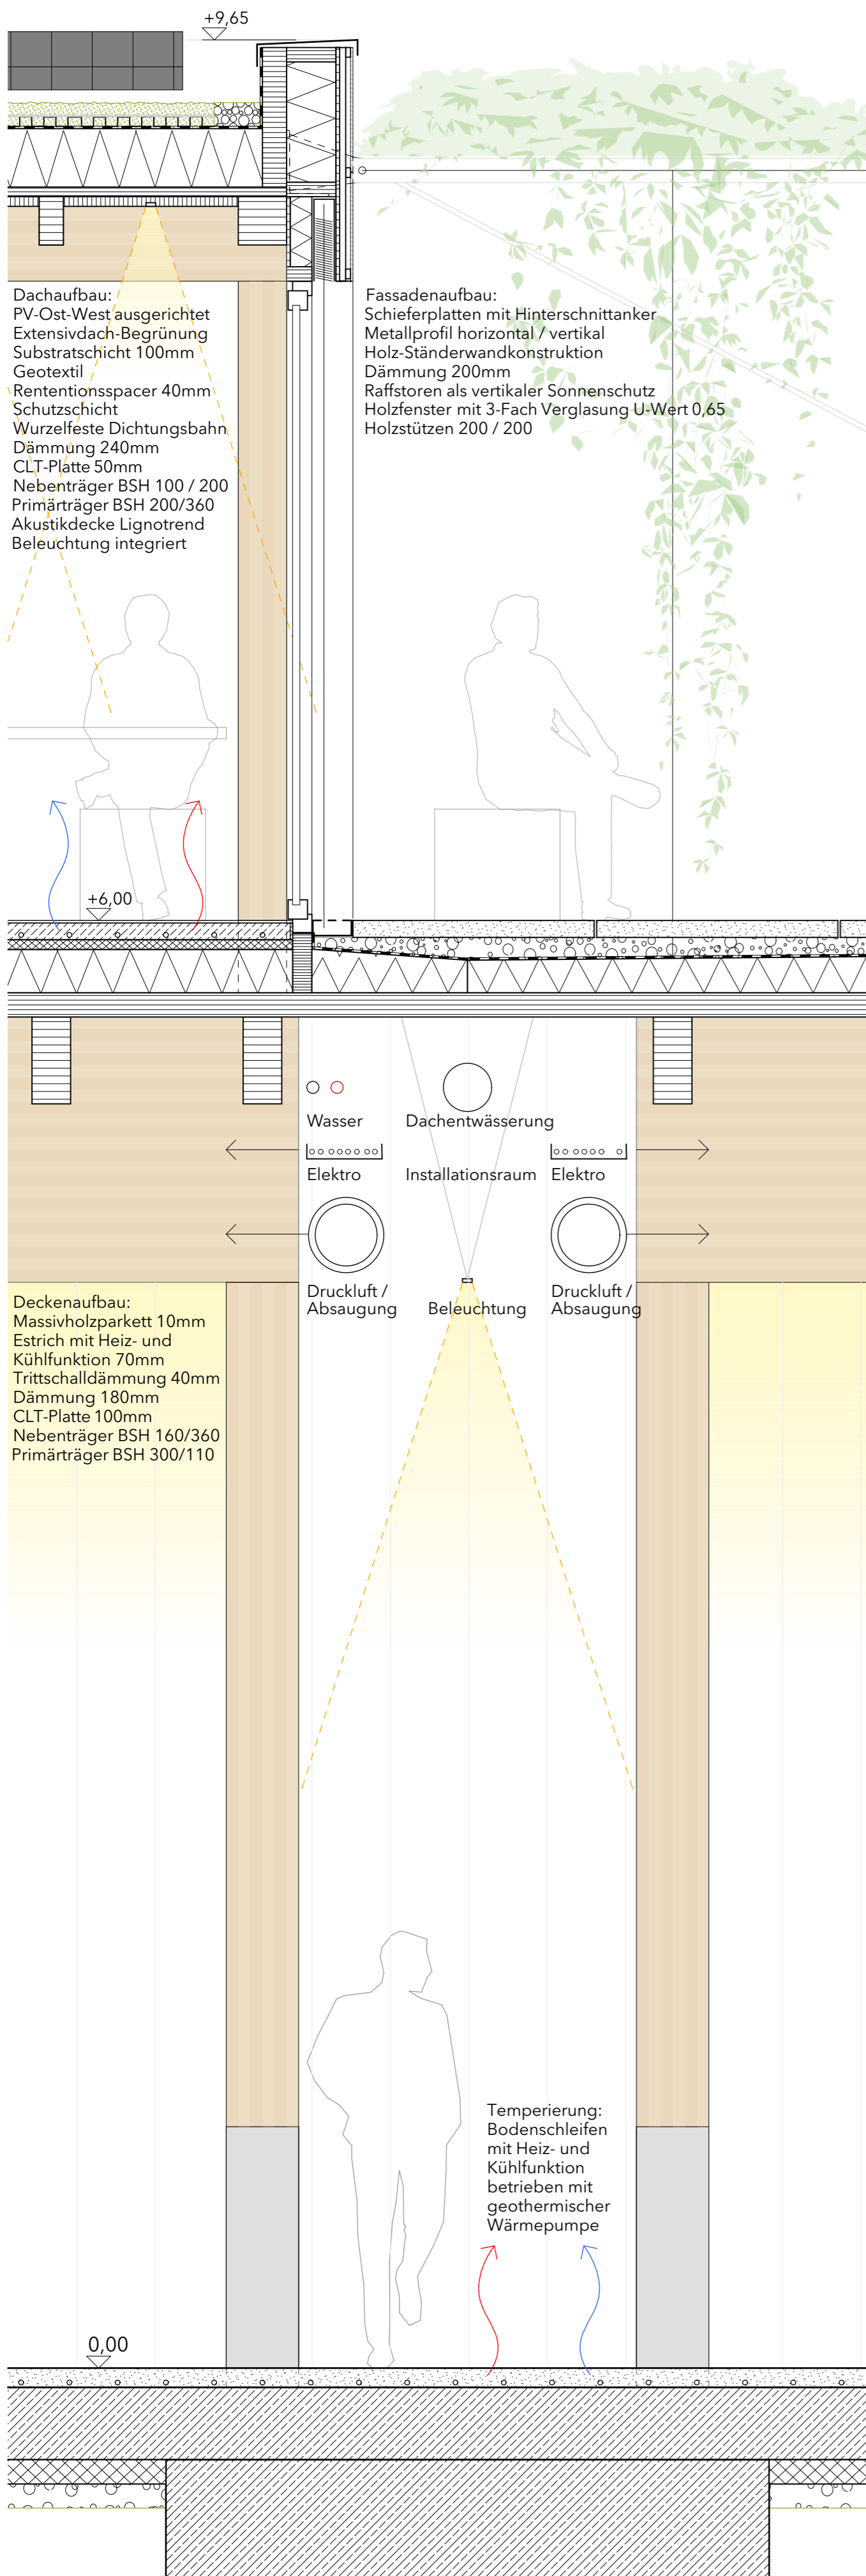 +9,65
Dachaufbau:
PV-Ost-West ausgerichtet
Extensivdach-Begrünung
Substratschicht 100mm
Geotextil
Rententionsspacer 40mm
Schutzschicht
Wurzelfeste Dichtungsbahn
Dämmung 240mm
CLT-Platte 50mm
Nebenträger BSH 100 / 200
Primärträger BSH 200/360
Akustikdecke Lignotrend
Beleuchtung integriert
Fassadenaufbau:
Schieferplatten mit Hinterschnittanker
Metallprofil horizontal / vertikal
Holz-Ständerwandkonstruktion
Dämmung 200mm
Raffstoren als vertikaler Sonnenschutz
Holzfenster mit 3-Fach Verglasung U-Wert 0,65
Holzstützen 200 / 200
+6,00
Wasser
Dachentwässerung
Elektro
Installationsraum
Elektro
Druckluft /
Absaugung
Beleuchtung
Druckluft /
Absaugung
Deckenaufbau:
Massivholzparkett 10mm
Estrich mit Heiz- und
Kühlfunktion 70mm
Trittschalldämmung 40mm
Dämmung 180mm
CLT-Platte 100mm
Nebenträger BSH 160/360
Primärträger BSH 300/110
Temperierung:
Bodenschleifen
mit Heiz- und
Kühlfunktion
betrieben mit
geothermischer
Wärmepumpe
0,00